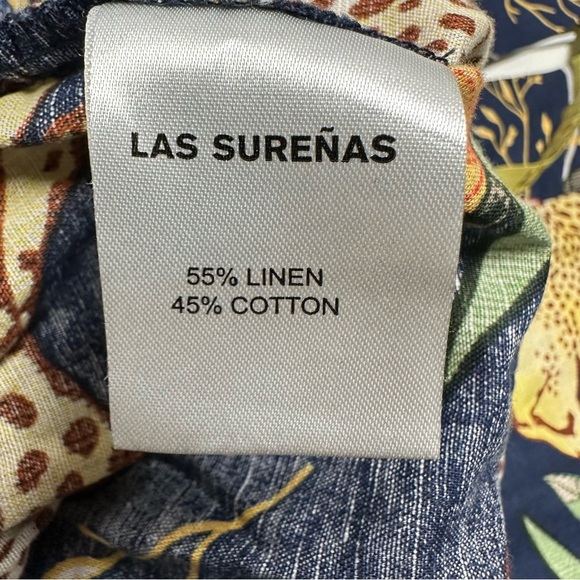 LAS SUREÑAS
55% LINEN
45% COTTON